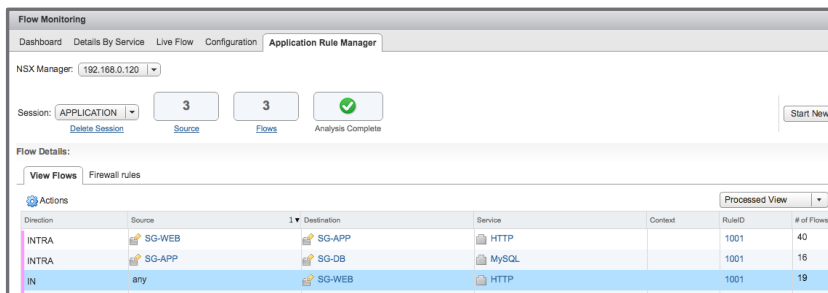 Flow Monitoring
Dashboard Details By Service Live Flow Configuration Application Rule Manager
NSX Manager: 192.168.0.120
Session: APPLICATION 3 3 Start New
Delete Session Source Flows Analysis Complete
Flow Details:
View Flows Firewall rules
Actions Processed View
Direction Source 1 Destination Service Context RuleID # of Flows
INTRA SG-WEB SG-APP HTTP 1001 40
INTRA SG-APP SG-DB MySQL 1001 16
IN any SG-WEB HTTP 1001 19